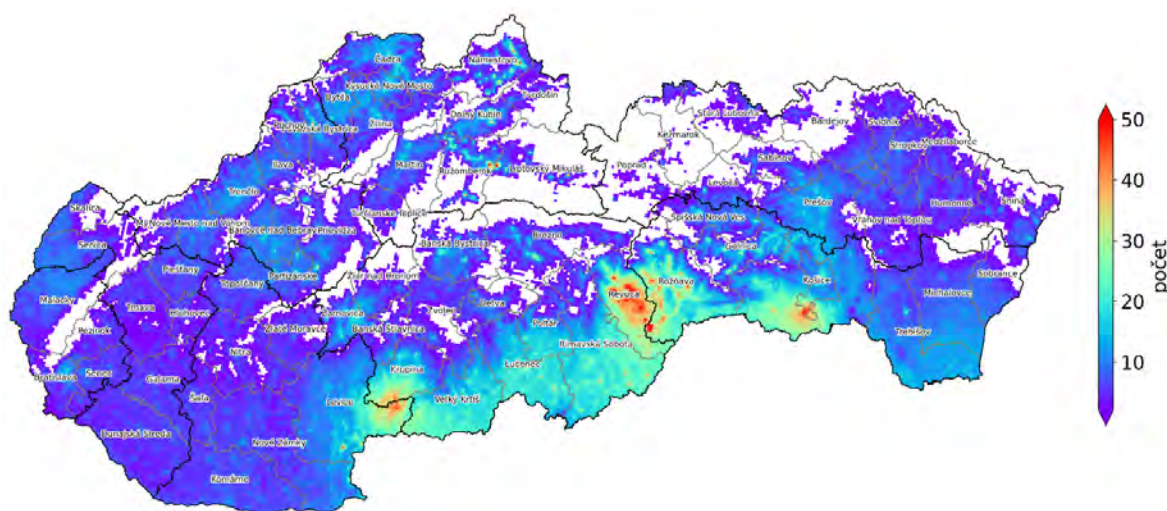 Čadca
Námestovo
Kysucké Nové Mesto
Bytča
Tvrdošín
Dolný Kubín
Považská Bystrica
Žilina
Stará Ľubovňa
Bardejov
Svidník
Kežmarok
Stropkov
Medzilaborce
Ilava
Martin
Ružomberok
Liptovský Mikuláš
Poprad
Sabinov
Levoča
Trenčín
Prešov
Humenné
Snina
Skalica
Nové Mesto nad Váhom
Turčianske Teplice
Spišská Nová Ves
Vranov nad Topľou
Bánovce nad Bebravou
Prievidza
Banská Bystrica
Brezno
Gelnica
Senica
Sobrance
Piešťany
Topoľčany
Partizánske
Žiar nad Hronom
Rožňava
Košice
Malacky
Revúca
Michalovce
Trnava
Hlohovec
Žarnovica
Zvolen
Detva
Pezinok
Zlaté Moravce
Banská Štiavnica
Poltár
Trebišov
Nitra
Rimavská Sobota
Bratislava
Senec
Galanta
Krupina
Lučenec
Šaľa
Levice
Veľký Krtíš
Dunajská Streda
Nové Zámky
Komárno
50
40
30
20
10
počet